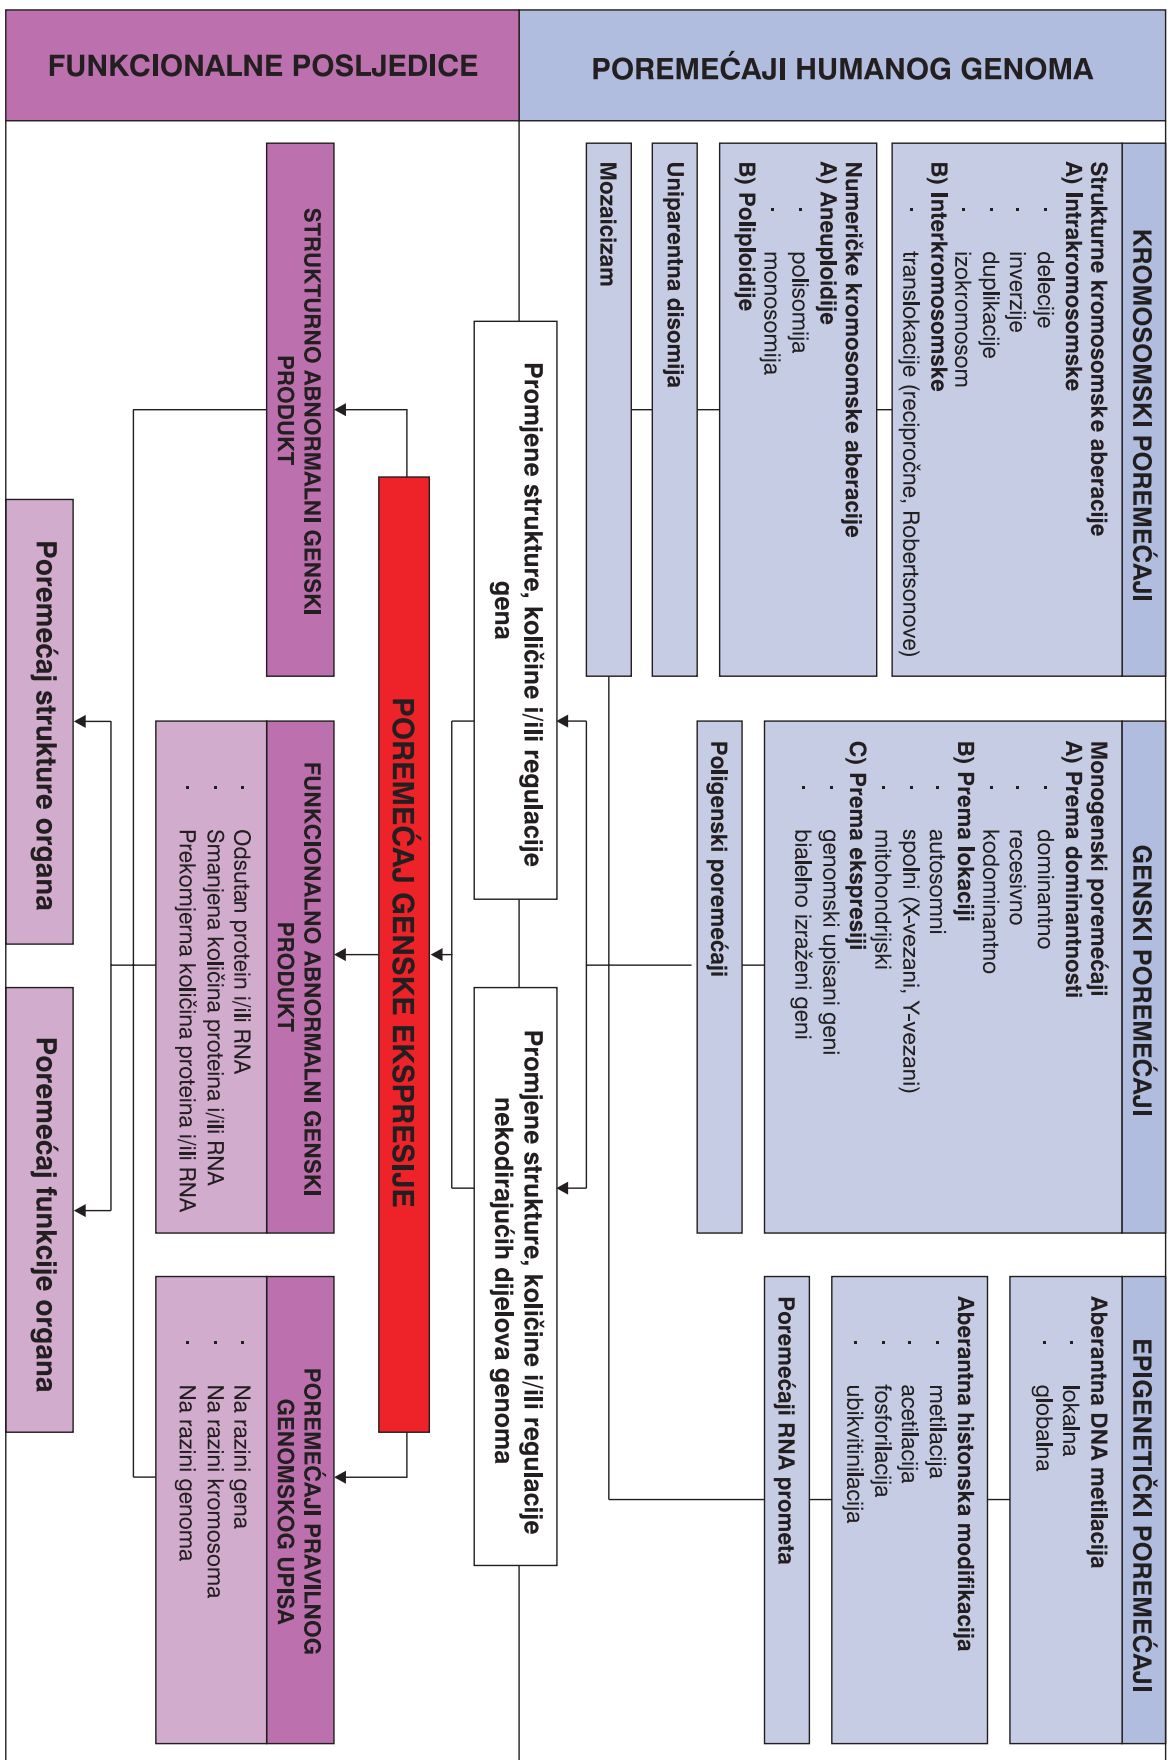 POREMEĆAJI HUMANOG GENOMA
KROMOSOMSKI POREMEĆAJI
Strukturne kromosomske aberacije
A) Intrakromosomske
· delecije
· inverzije
· duplikacije
· izokromosom
B) Interkromosomske
· translokacije (recipročne, Robertsonove)
Numeričke kromosomske aberacije
A) Aneuploidije
· polisomija
· monosomija
B) Poliploidije
Uniparentna disomija
Mozaicizam
GENSKI POREMEĆAJI
Monogenski poremećaji
A) Prema dominantnosti
· dominantno
· recesivno
· kodominantno
B) Prema lokaciji
· autosomni
· spolni (X-vezani, Y-vezani)
· mitohondrijski
C) Prema ekspresiji
· genomski upisani geni
· bialelno izraženi geni
Poligenski poremećaji
EPIGENETIČKI POREMEĆAJI
Aberantna DNA metilacija
· lokalna
· globalna
Aberantna histonska modifikacija
· metilacija
· acetilacija
· fosforilacija
· ubikvitinilacija
Poremećaji RNA prometa
Promjene strukture, količine i/ili regulacije
gena
Promjene strukture, količine i/ili regulacije
nekodirajućih dijelova genoma
FUNKCIONALNE POSLJEDICE
POREMEĆAJ GENSKE EKSPRESIJE
STRUKTURNO ABNORMALNI GENSKI
PRODUKT
FUNKCIONALNO ABNORMALNI GENSKI
PRODUKT
· Odsutan protein i/ili RNA
· Smanjena količina proteina i/ili RNA
· Prekomjerna količina proteina i/ili RNA
POREMEĆAJI PRAVILNOG
GENOMSKOG UPISA
· Na razini gena
· Na razini kromosoma
· Na razini genoma
Poremećaj strukture organa
Poremećaj funkcije organa